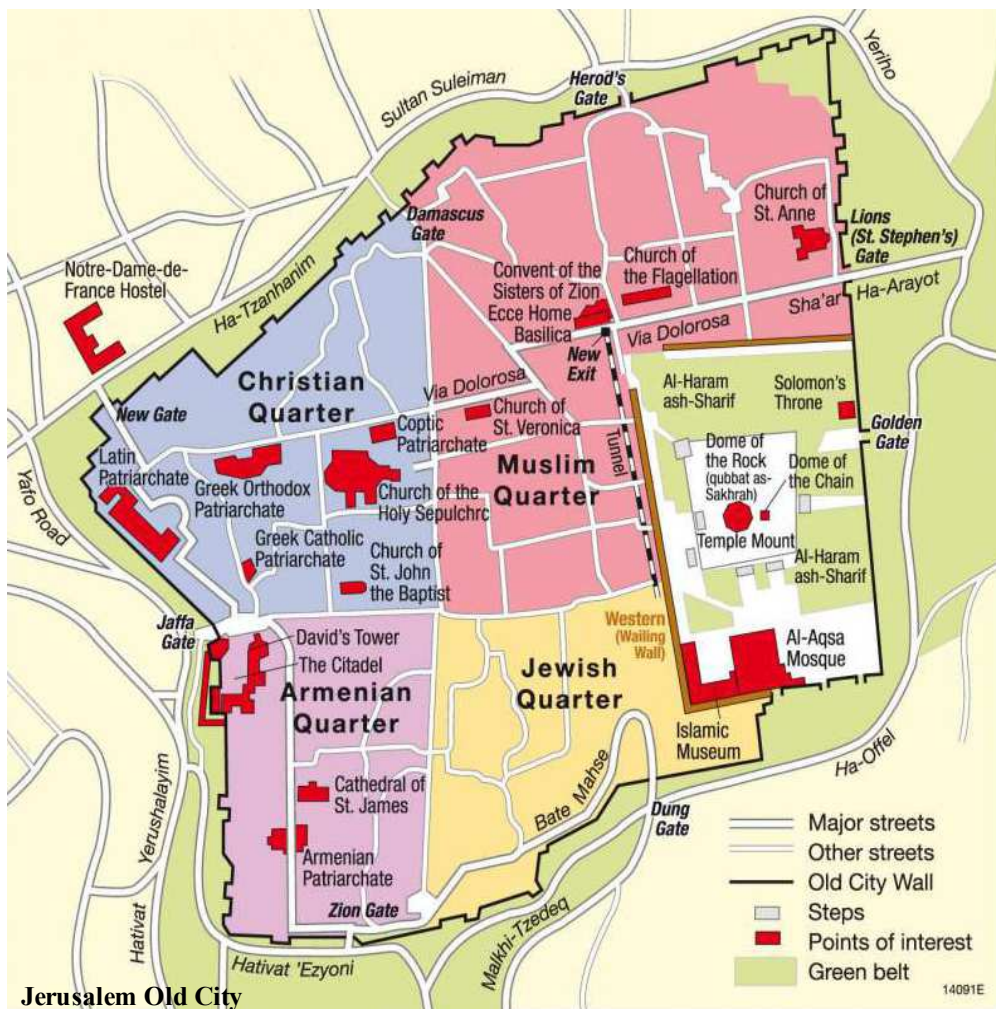 Yeriho
Sultan Suleiman
Herod's
Gate
Church of
St. Anne
Damascus
Gate
Lions
(St. Stephen's)
Gate
Notre-Dame-de-
France Hostel
Ha-Tzanhanim
Convent of the
Sisters of Zion
Ecce Home
Basilica
Church of
the Flagellation
Sha'ar Ha-Arayot
Via Dolorosa
New
Exit
Christian
Quarter
Via Dolorosa
New Gate
Al-Haram
ash-Sharif
Solomon's
Throne
Golden
Gate
Coptic
Patriarchate
Church of
St. Veronica
Tunnel
Latin
Patriarchate
Greek Orthodox
Patriarchate
Church of the
Holy Sepulchrc
Muslim
Quarter
Dome of
the Rock
(qubbat as-
Sakhrah)
Dome of
the Chain
Temple Mount
Yafo Road
Greek Catholic
Patriarchate
Church of
St. John
the Baptist
Al-Haram
ash-Sharif
Jaffa
Gate
David's Tower
The Citadel
Western
(Wailing
Wall)
Al-Aqsa
Mosque
Armenian
Quarter
Jewish
Quarter
Islamic
Museum
Ha-Offel
Cathedral of
St. James
Bate Mahse
Dung
Gate
Armenian
Patriarchate
Zion Gate
Hativat Yerushalayim
Hativat 'Ezyoni
Malkhi-Tzedeq
Major streets
Other streets
Old City Wall
Steps
Points of interest
Green belt
14091E
Jerusalem Old City